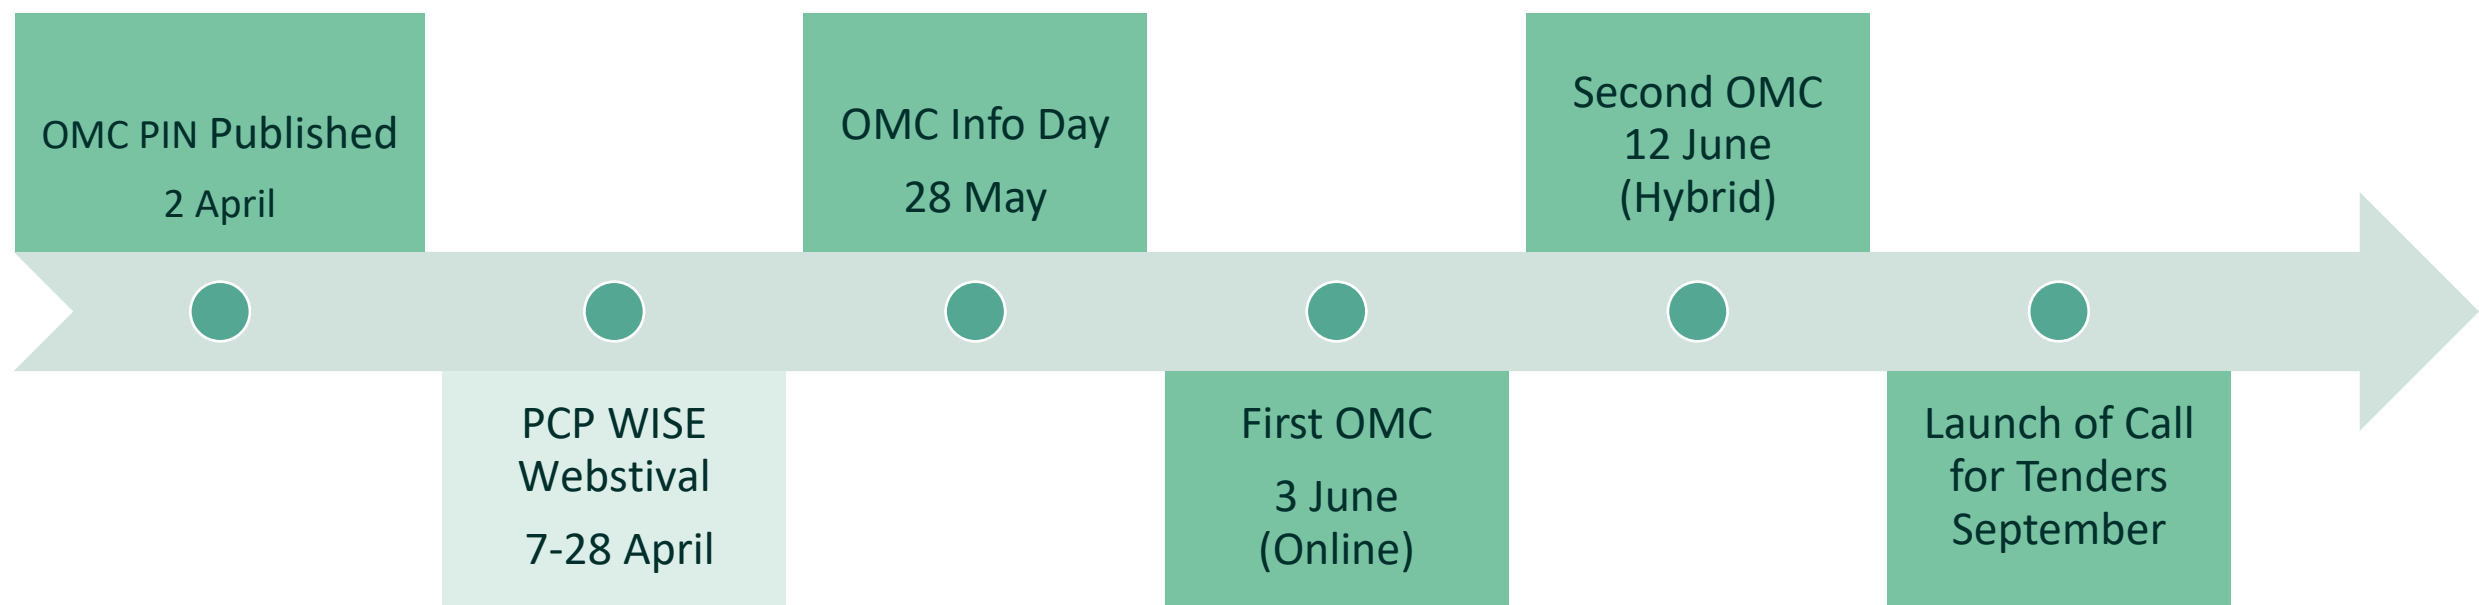 OMC PIN Published
2 April
PCP WISE
Webstival
7-28 April
OMC Info Day
28 May
First OMC
3 June
(Online)
Second OMC
12 June
(Hybrid)
Launch of Call
for Tenders
September